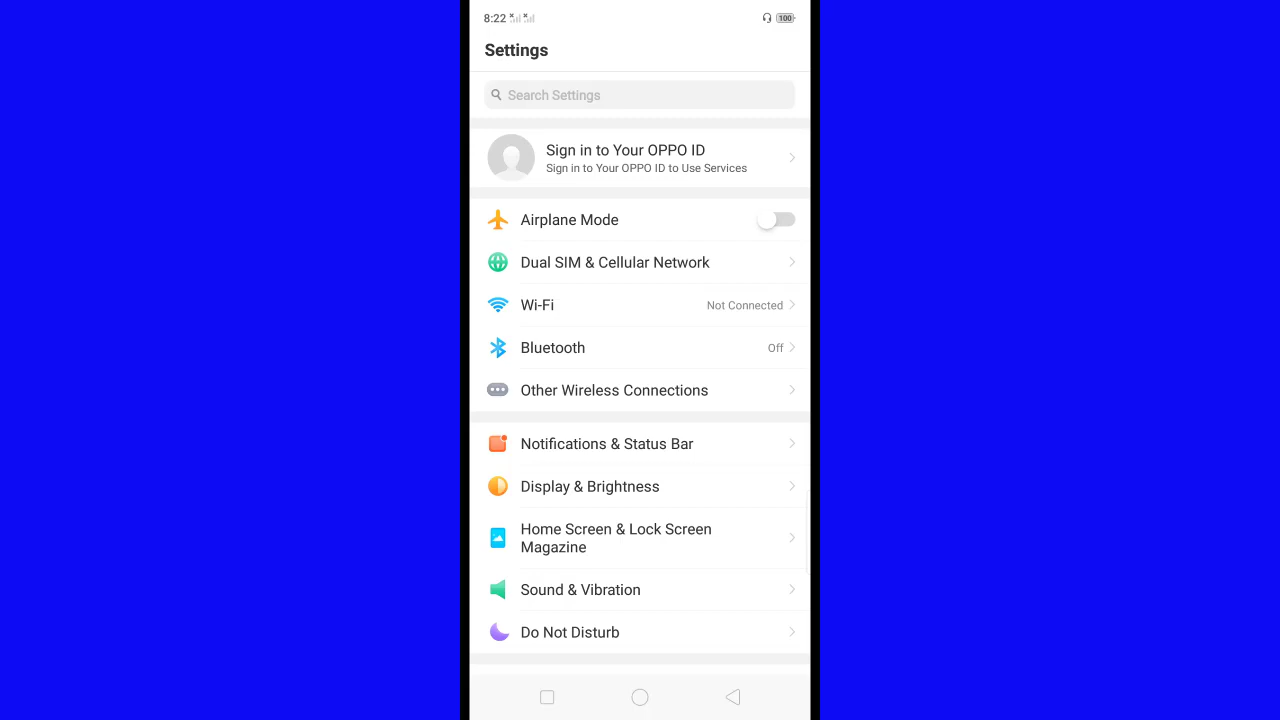 8:22
100
Settings
Search Settings
Sign in to Your OPPO ID
Sign in to Your OPPO ID to Use Services
Airplane Mode
Dual SIM & Cellular Network
Wi-Fi Not Connected
Bluetooth Off
Other Wireless Connections
Notifications & Status Bar
Display & Brightness
Home Screen & Lock Screen
Magazine
Sound & Vibration
Do Not Disturb